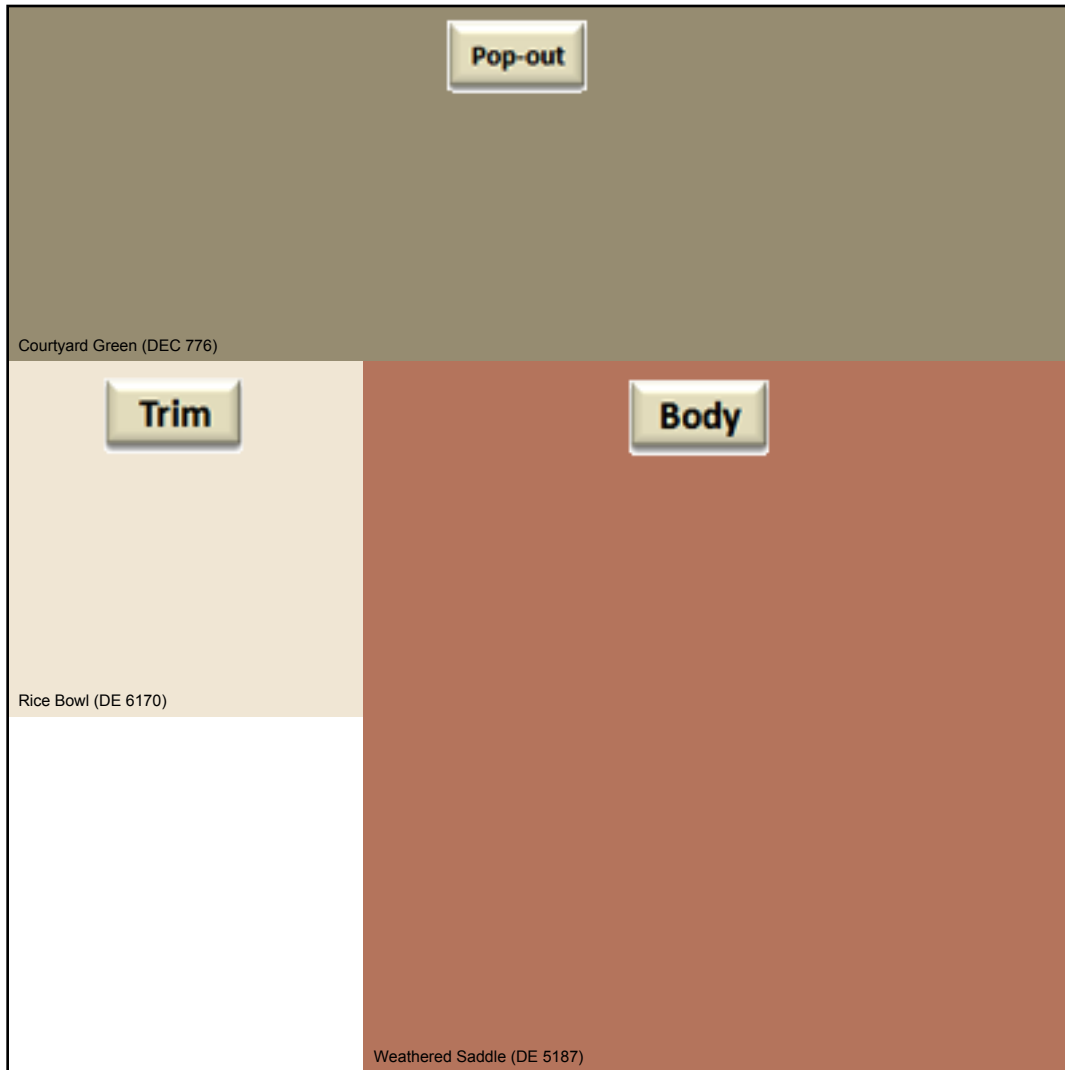 Pop-out
Courtyard Green (DEC 776)
Trim
Body
Rice Bowl (DE 6170)
Weathered Saddle (DE 5187)